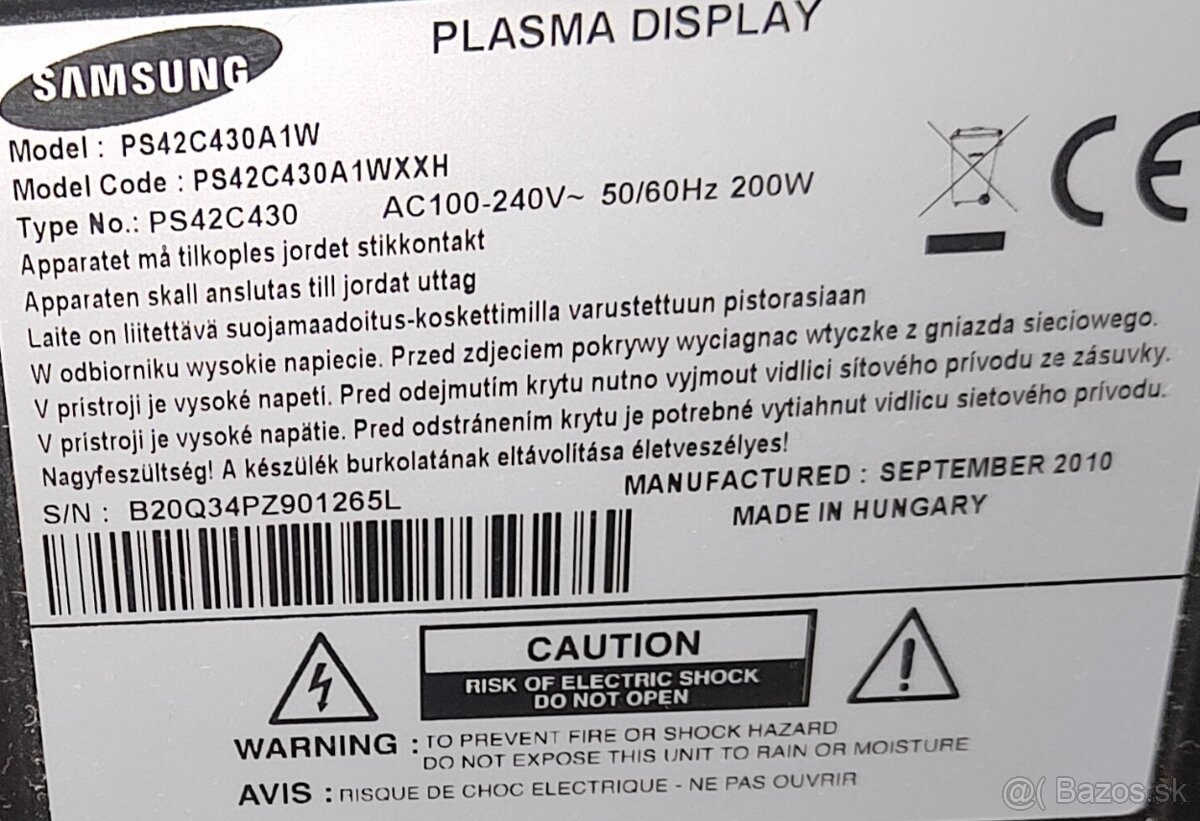 PLASMA DISPLAY
SAMSUNG
Model : PS42C430A1W
Model Code : PS42C430A1WXXH
Type No.: PS42C430 AC100-240V~ 50/60Hz 200W
Apparatet må tilkoples jordet stikkontakt
Apparaten skall anslutas till jordat uttag
Laite on liitettävä suojamaadoitus-koskettimilla varustettuun pistorasiaan
W odbiorniku wysokie napiecie. Przed zdjeciem pokrywy wyciagnac wtyczke z gniazda sieciowego.
V prístroji je vysoké napetí. Pred odejmutím krytu nutno vyjmout vidlici sítového prívodu ze zásuvky.
V prístroji je vysoké napätie. Pred odstránením krytu je potrebné vytiahnut vidlicu sietového prívodu.
Nagyfeszültség! A készülék burkolatának eltávolítása életveszélyes!
S/N : B20Q34PZ901265L
MANUFACTURED : SEPTEMBER 2010
MADE IN HUNGARY
CE
CAUTION
RISK OF ELECTRIC SHOCK
DO NOT OPEN
WARNING : TO PREVENT FIRE OR SHOCK HAZARD
DO NOT EXPOSE THIS UNIT TO RAIN OR MOISTURE
AVIS : RISQUE DE CHOC ELECTRIQUE - NE PAS OUVRIR
@( Bazos.sk